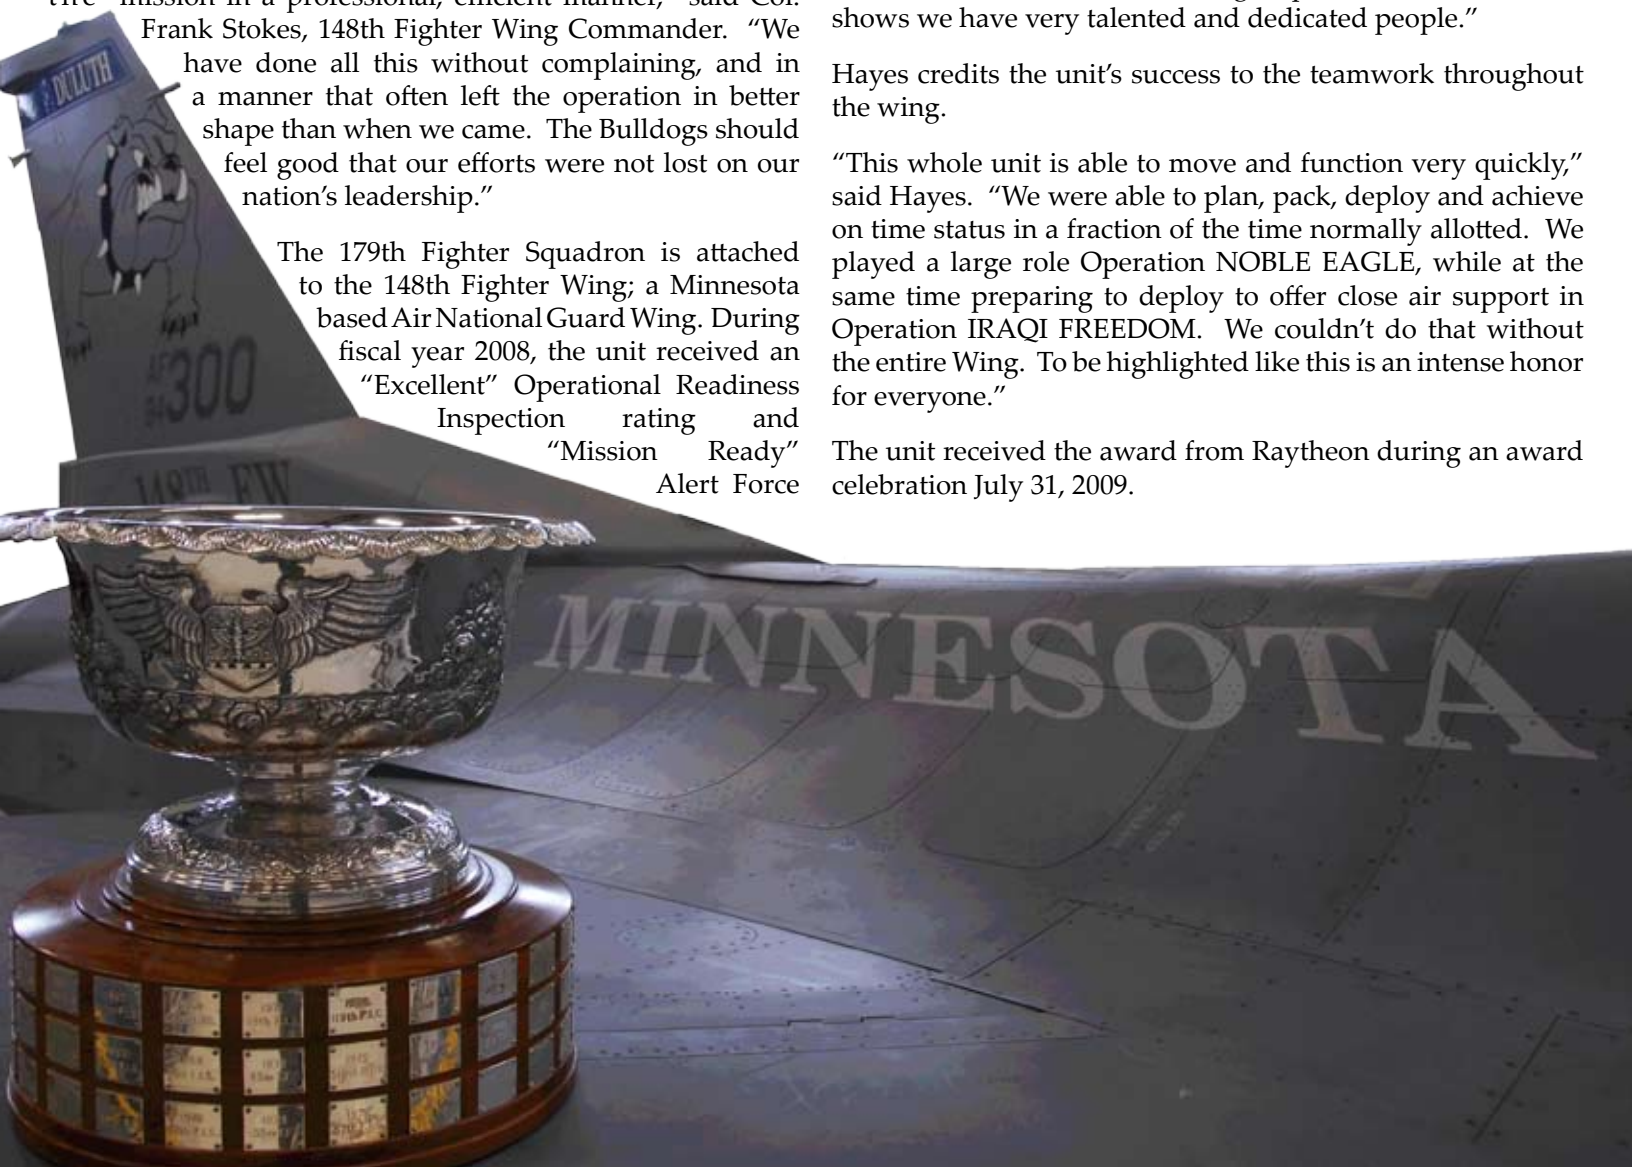 mission in a professional, efficient manner,” said Col.
Frank Stokes, 148th Fighter Wing Commander. “We
have done all this without complaining, and in
a manner that often left the operation in better
shape than when we came. The Bulldogs should
feel good that our efforts were not lost on our
nation’s leadership.”
The 179th Fighter Squadron is attached
to the 148th Fighter Wing; a Minnesota
based Air National Guard Wing. During
fiscal year 2008, the unit received an
“Excellent” Operational Readiness
Inspection rating and
“Mission Ready”
Alert Force
shows we have very talented and dedicated people.”
Hayes credits the unit’s success to the teamwork throughout
the wing.
“This whole unit is able to move and function very quickly,”
said Hayes. “We were able to plan, pack, deploy and achieve
on time status in a fraction of the time normally allotted. We
played a large role Operation NOBLE EAGLE, while at the
same time preparing to deploy to offer close air support in
Operation IRAQI FREEDOM. We couldn’t do that without
the entire Wing. To be highlighted like this is an intense honor
for everyone.”
The unit received the award from Raytheon during an award
celebration July 31, 2009.
DULUTH
AF
84 300
148TH FW
MINNESOTA